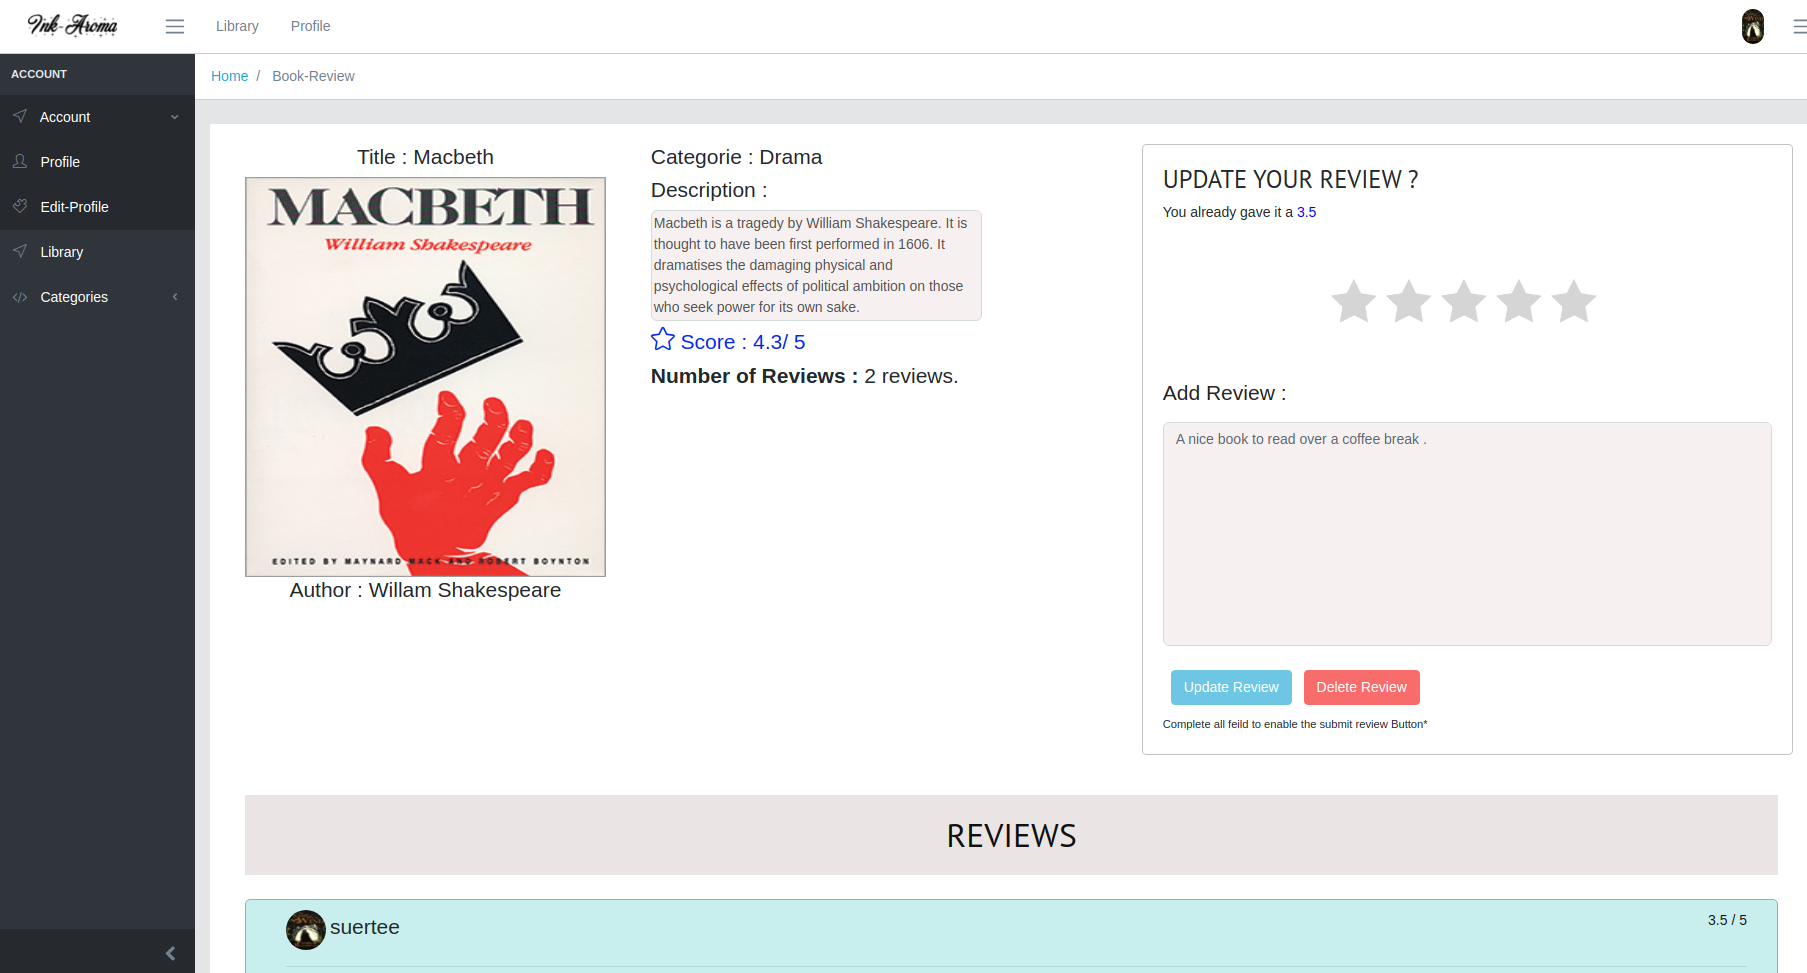 Ink-Aroma
Library
Profile
ACCOUNT
Account
Profile
Edit-Profile
Library
Categories
Home / Book-Review
Title : Macbeth
MACBETH
William Shakespeare
EDITED BY MAYNARD MACK AND ROBERT BOYNTON
Author : Willam Shakespeare
Categorie : Drama
Description :
Macbeth is a tragedy by William Shakespeare. It is
thought to have been first performed in 1606. It
dramatises the damaging physical and
psychological effects of political ambition on those
who seek power for its own sake.
Score : 4.3/ 5
Number of Reviews : 2 reviews.
UPDATE YOUR REVIEW ?
You already gave it a 3.5
Add Review :
A nice book to read over a coffee break .
Update Review
Delete Review
Complete all feild to enable the submit review Button*
REVIEWS
suertee
3.5 / 5